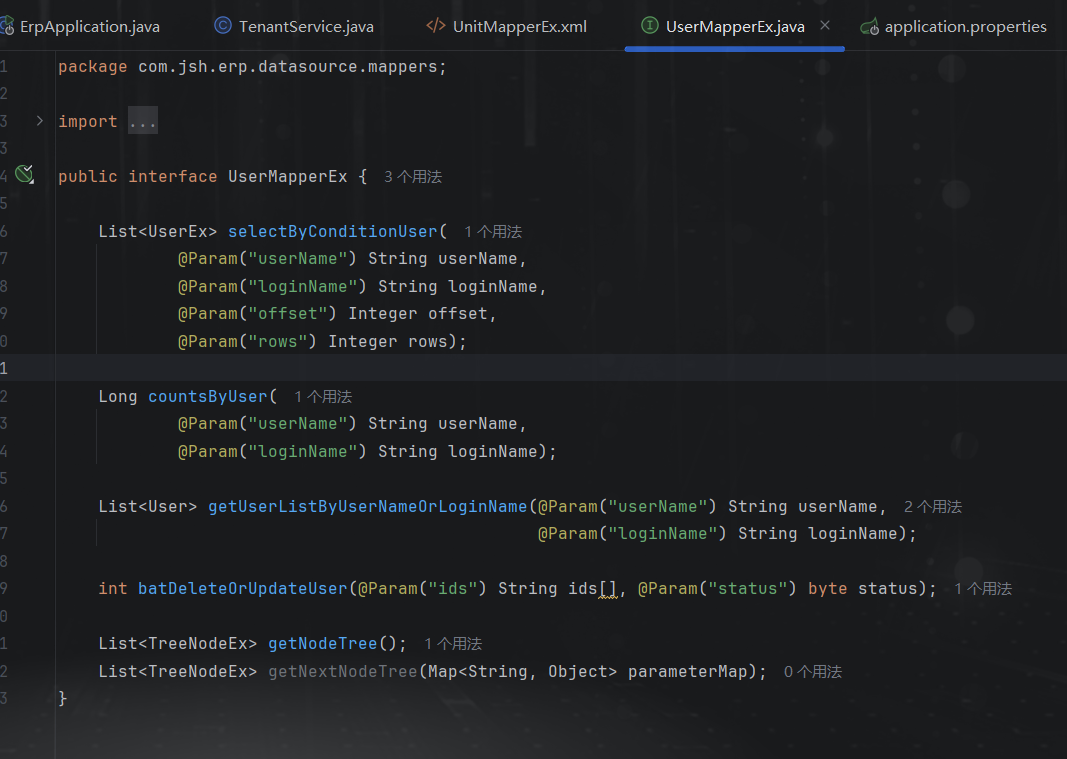 ErpApplication.java TenantService.java </> UnitMapperEx.xml UserMapperEx.java × application.properties
1 package com.jsh.erp.datasource.mappers;
2
3 > import ...
3
4 public interface UserMapperEx { 3 个用法
5
6 List<UserEx> selectByConditionUser( 1 个用法
7 @Param("userName") String userName,
8 @Param("loginName") String loginName,
9 @Param("offset") Integer offset,
0 @Param("rows") Integer rows);
1
2 Long countsByUser( 1 个用法
3 @Param("userName") String userName,
4 @Param("loginName") String loginName);
5
6 List<User> getUserListByUserNameOrLoginName(@Param("userName") String userName, 2 个用法
7 @Param("loginName") String loginName);
8
9 int batDeleteOrUpdateUser(@Param("ids") String ids[], @Param("status") byte status); 1 个用法
0
1 List<TreeNodeEx> getNodeTree(); 1 个用法
2 List<TreeNodeEx> getNextNodeTree(Map<String, Object> parameterMap); 0 个用法
3 }